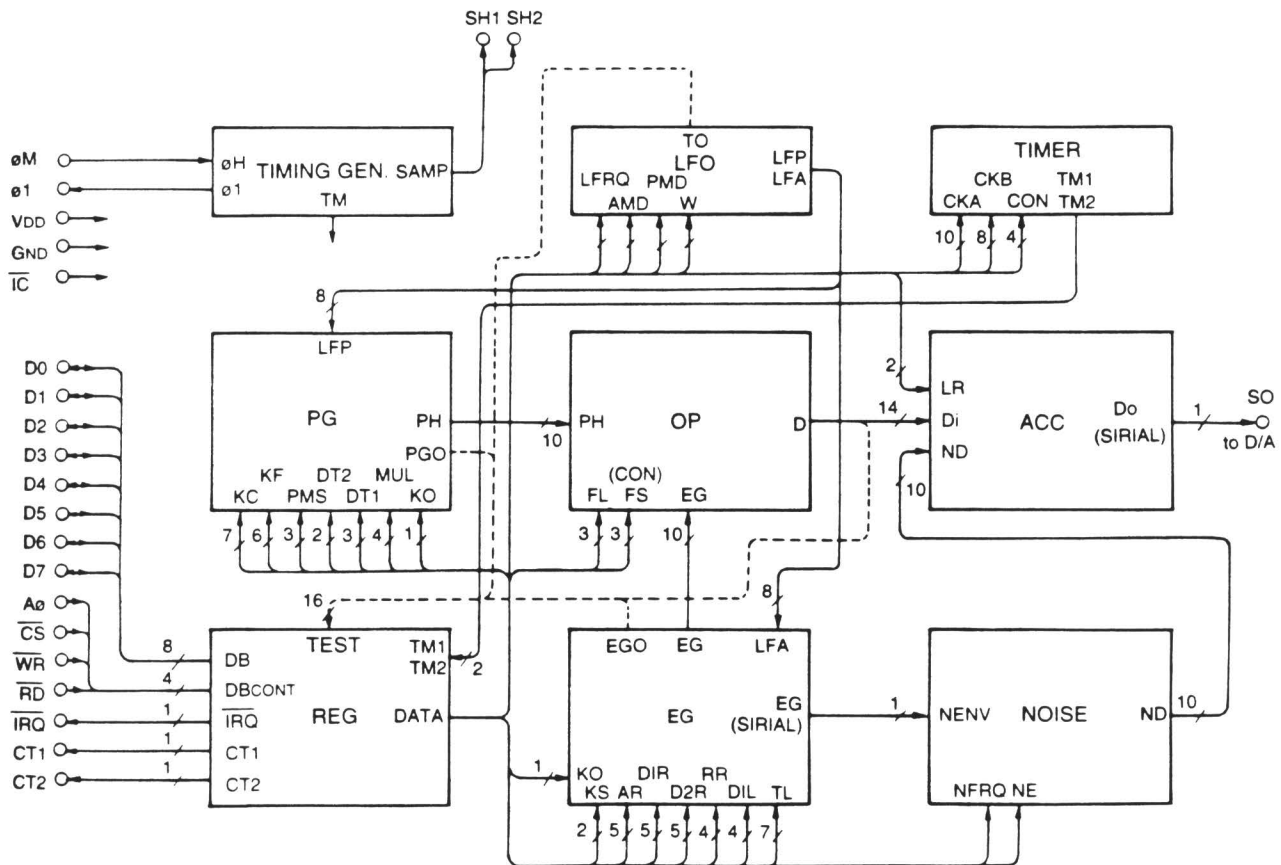 SH1 SH2
øM
ø1
VDD
GND
IC
øH
ø1
TIMING GEN. SAMP
TM
TO
LFO
LFP
LFA
LFRQ
PMD
AMD
W
TIMER
CKB
TM1
CKA
CON
TM2
10
8
4
8
LFP
PG
PH
PGO
KF
DT2
MUL
KC
PMS
DT1
KO
7
6
3
2
3
4
1
10
PH
OP
D
(CON)
FL
FS
EG
3
3
10
14
2
LR
Di
ND
ACC
Do
(SIRIAL)
10
1
SO
to D/A
D0
D1
D2
D3
D4
D5
D6
D7
Aø
CS
WR
RD
IRQ
CT1
CT2
8
4
1
1
1
16
TEST
TM1
TM2
2
DB
DBCONT
IRQ
REG
DATA
CT1
CT2
8
EGO
EG
LFA
EG
EG
(SIRIAL)
1
KO
DIR
RR
KS
AR
D2R
DIL
TL
2
5
5
5
4
4
7
1
NENV
NOISE
ND
10
NFRQ NE